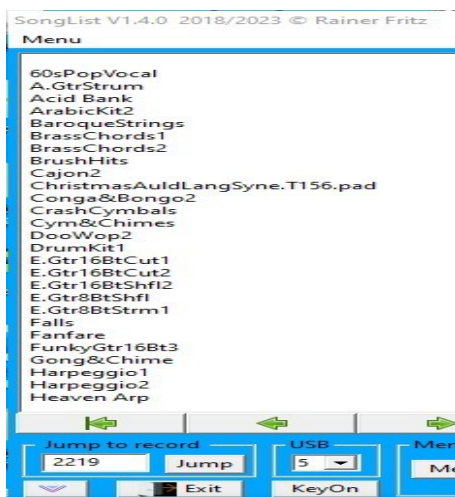 SongList V1.4.0 2018/2023 © Rainer Fritz
Menu
60sPopVocal
A.GtrStrum
Acid Bank
ArabicKit2
BaroqueStrings
BrassChords1
BrassChords2
BrushHits
Cajon2
ChristmasAuldLangSyne.T156.pad
Conga&Bongo2
CrashCymbals
Cym&Chimes
DooWop2
DrumKit1
E.Gtr16BtCut1
E.Gtr16BtCut2
E.Gtr16BtShfl2
E.Gtr8BtShfl
E.Gtr8BtStrm1
Falls
Fanfare
FunkyGtr16Bt3
Gong&Chime
Harpeggio1
Harpeggio2
Heaven Arp
Jump to record USB
2219 Jump 5
Exit KeyOn